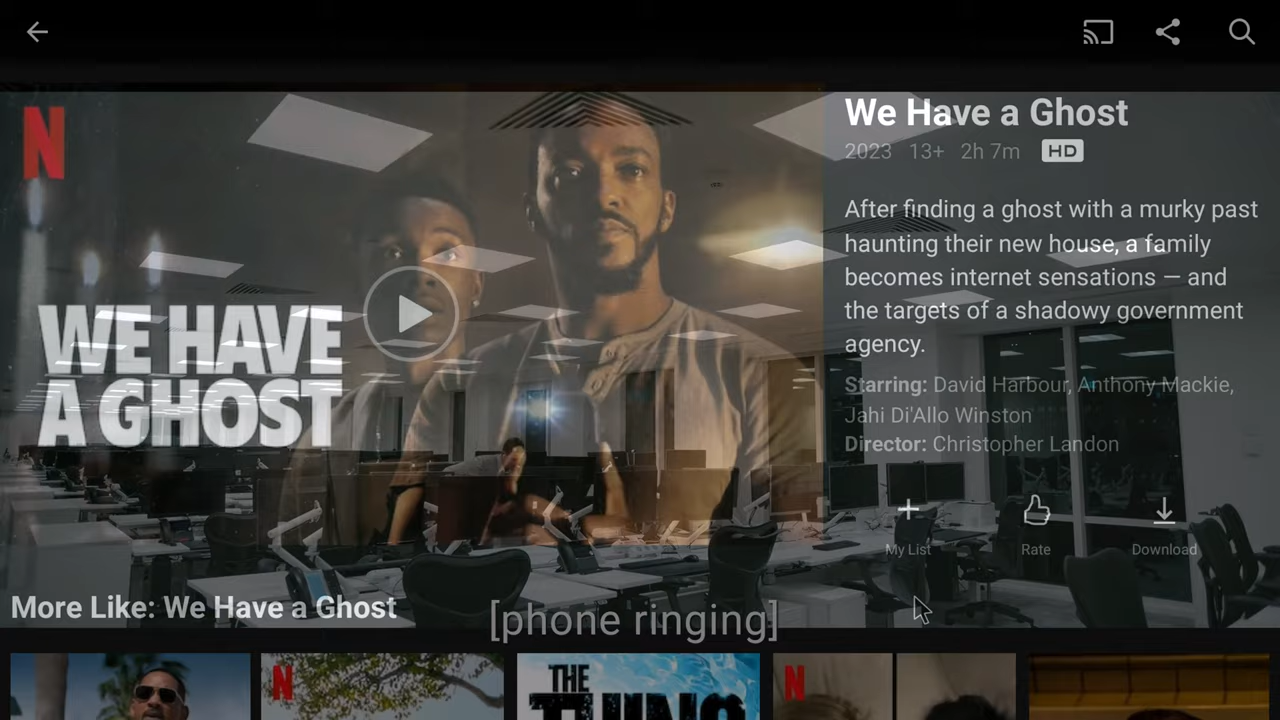 N
WE HAVE
A GHOST
We Have a Ghost
2023 13+ 2h 7m HD
After finding a ghost with a murky past
haunting their new house, a family
becomes internet sensations — and
the targets of a shadowy government
agency.
Starring: David Harbour, Anthony Mackie,
Jahi Di'Allo Winston
Director: Christopher Landon
My List Rate Download
More Like: We Have a Ghost
[phone ringing]
N
THE
N